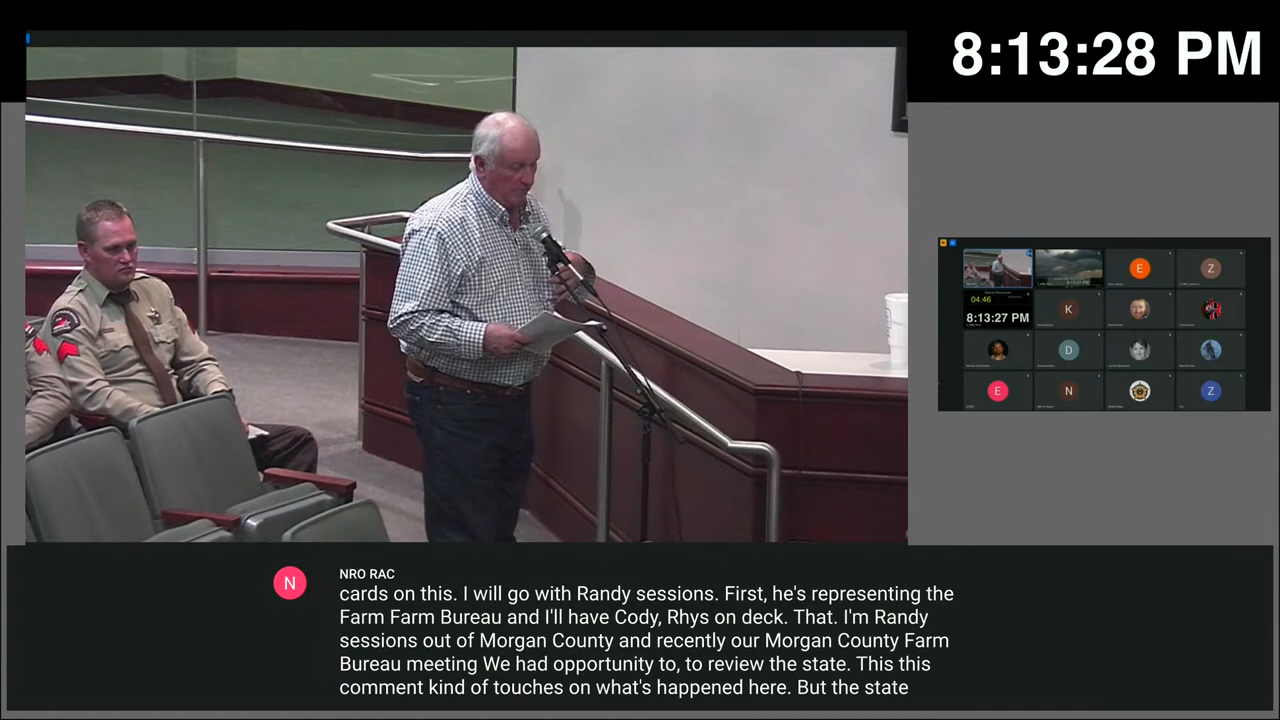 8:13:28 PM
E
Z
04:46
8:13:27 PM
K
D
E
N
Z
N
NRO RAC
cards on this. I will go with Randy sessions. First, he's representing the
Farm Farm Bureau and I'll have Cody, Rhys on deck. That. I'm Randy
sessions out of Morgan County and recently our Morgan County Farm
Bureau meeting We had opportunity to, to review the state. This this
comment kind of touches on what's happened here. But the state